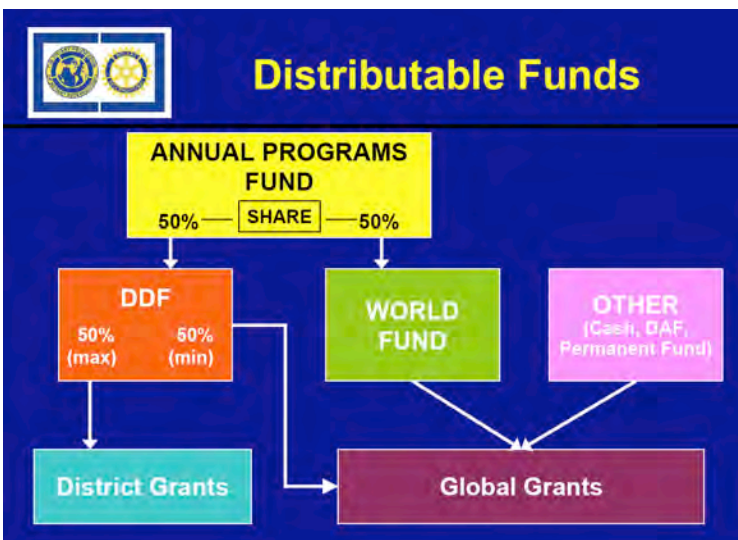 Distributable Funds
ANNUAL PROGRAMS
FUND
50% SHARE 50%
DDF
50% 50%
(max) (min)
WORLD
FUND
OTHER
(Cash, DAF,
Permanent Fund)
District Grants
Global Grants